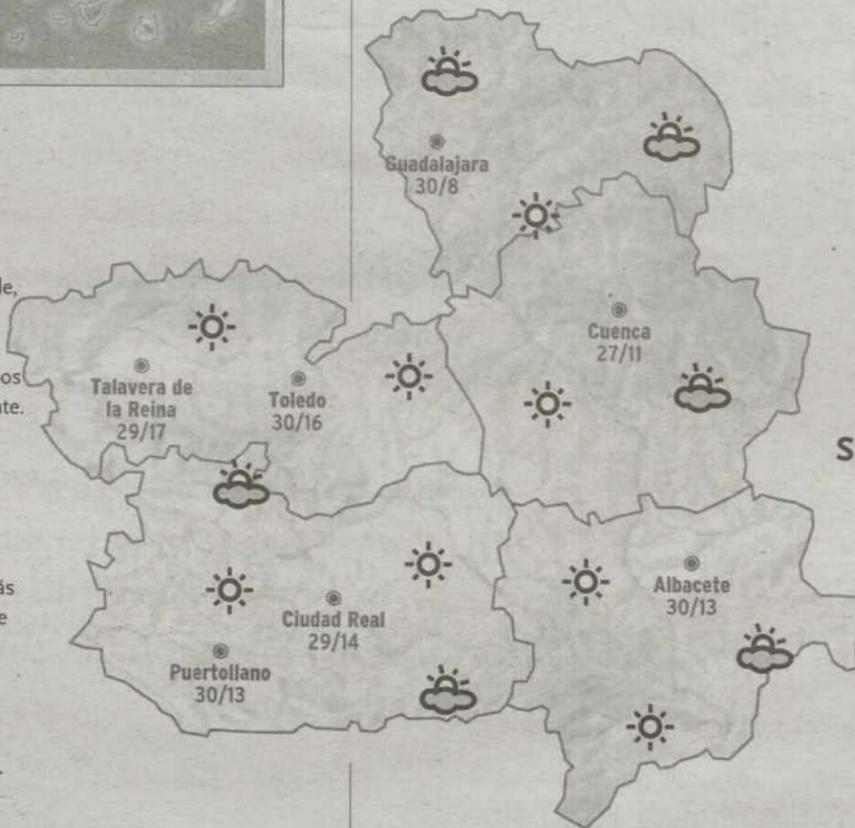 Guadalajara
30/8
Cuenca
27/11
Talavera de
la Reina
29/17
Toledo
30/16
Albacete
30/13
Ciudad Real
29/14
Puertollano
30/13
S